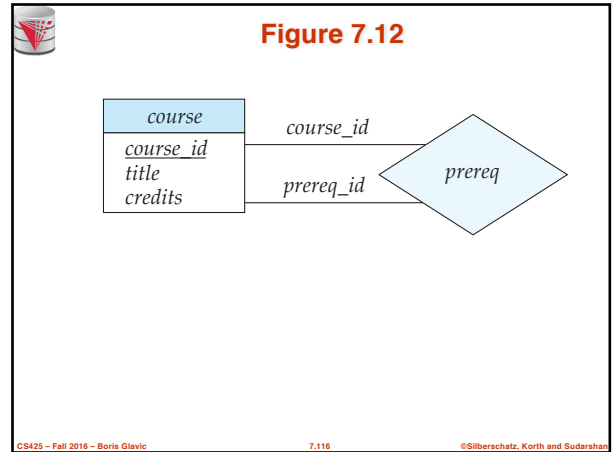 Figure 7.12
course
course_id
title
credits
course_id
prereq_id
prereq
CS425 – Fall 2016 – Boris Glavic
7.116
©Silberschatz, Korth and Sudarshan